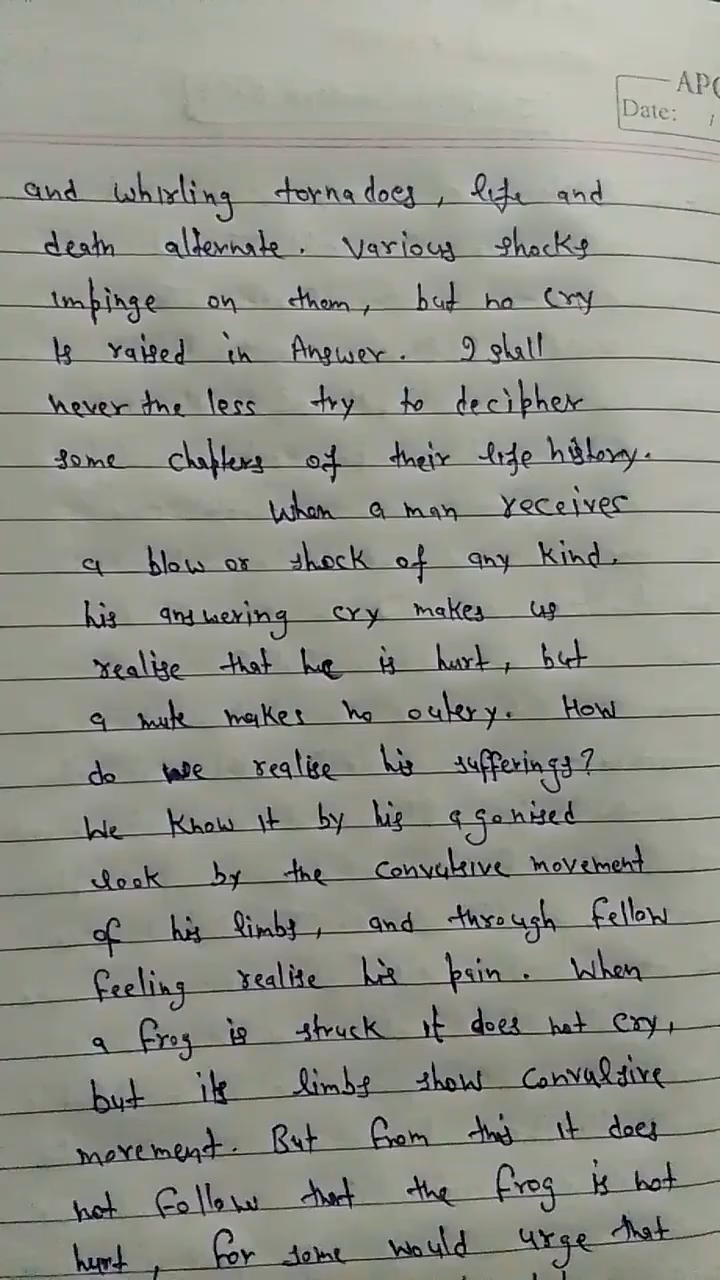 APC
Date: /
and whirling tornadoes, life and
death alternate. Various shocks
impinge on them, but no cry
Is raised in Answer. I shall
never the less try to decipher
some chapters of their life history.
When a man receives
a blow or shock of any kind.
his answering cry makes us
realise that he is hurt, but
a mute makes no outery. How
do we realise his sufferings?
We Know it by his agonised
look by the convulsive movement
of his limbs, and through fellow
feeling realise his pain. When
a frog is struck it does not cry,
but its limbs show convulsive
movement. But from this it does
not follow that the frog is not
hurt, for some would urge that